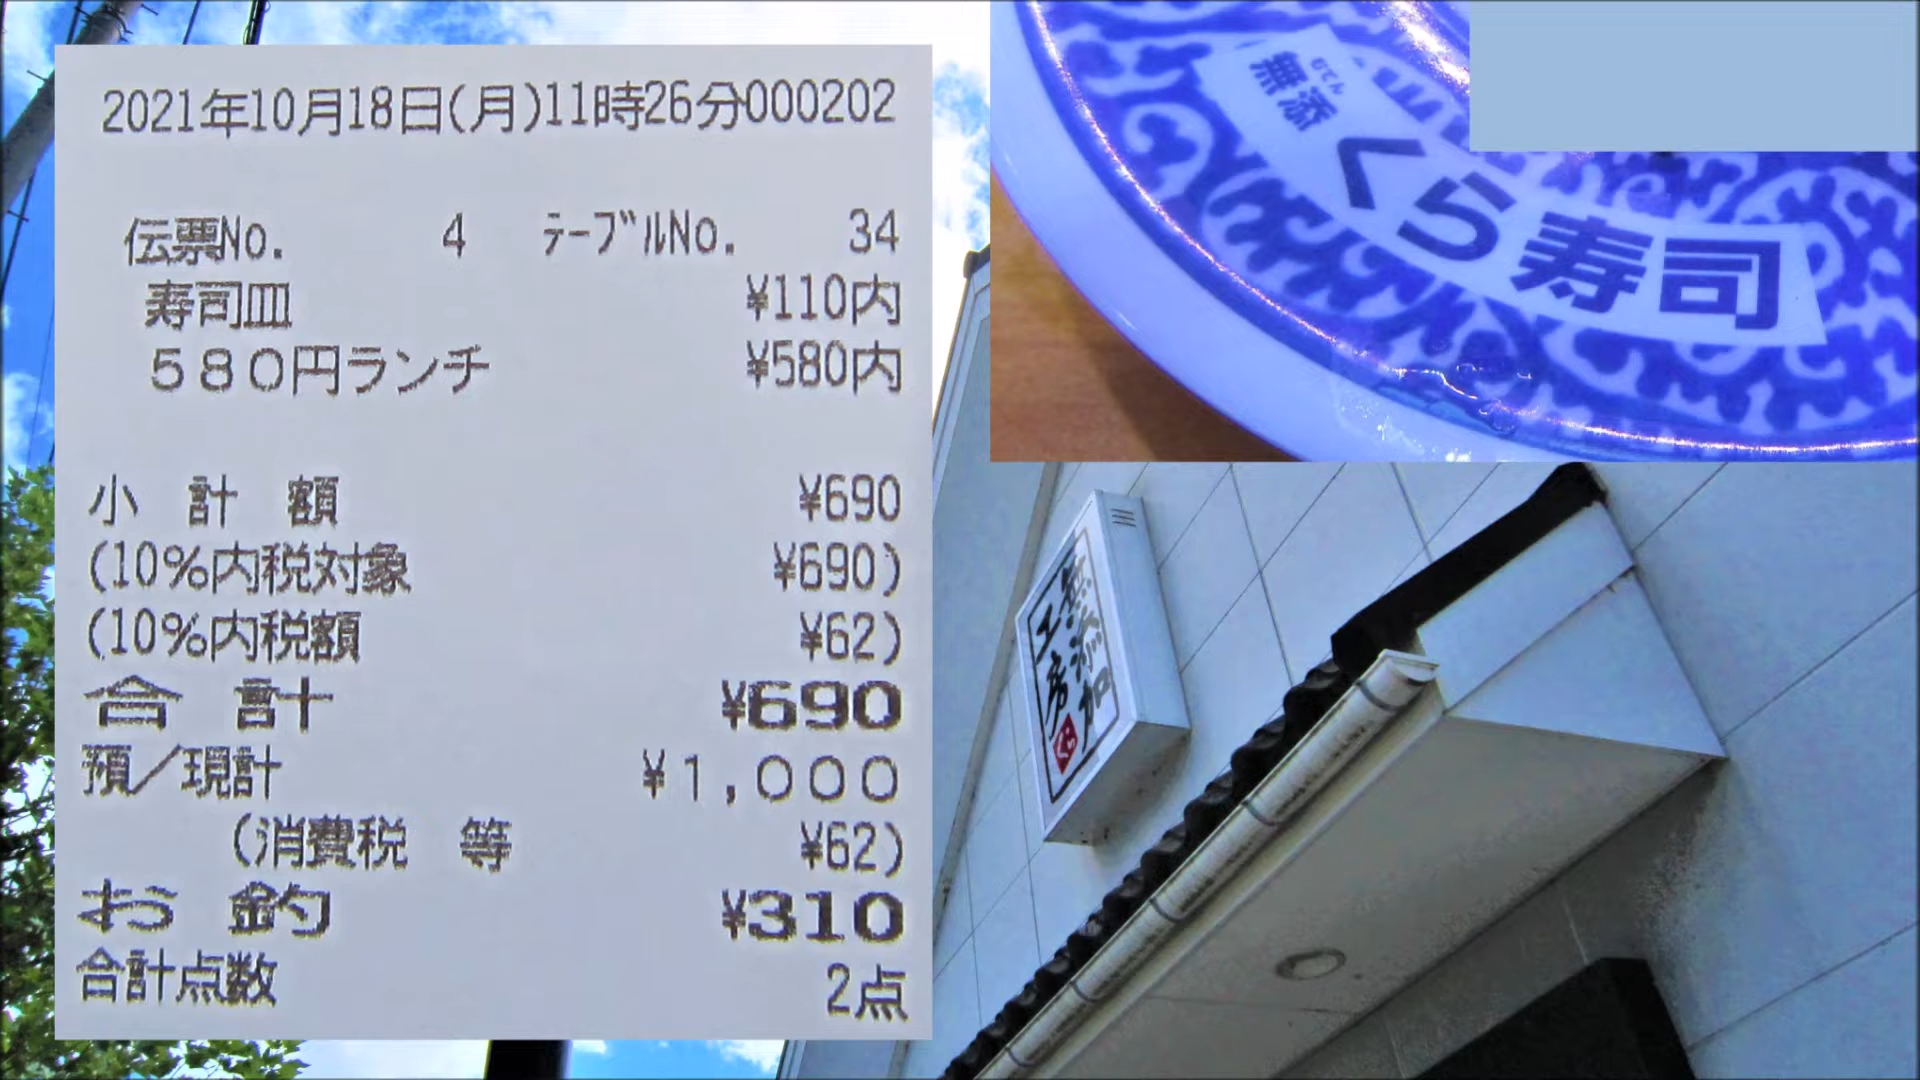 2021年10月18日(月)11時26分000202
伝票No. 4 テーブルNo. 34
寿司皿 ¥110内
５８０円ランチ ¥580内
小 計 額 ¥690
(10%内税対象 ¥690)
(10%内税額 ¥62)
合 計 ¥690
預/現計 ¥１,０００
(消費税 等 ¥62)
お 釣 ¥310
合計点数 2点
むてん
無添
くら寿司
無添加
工房
くら